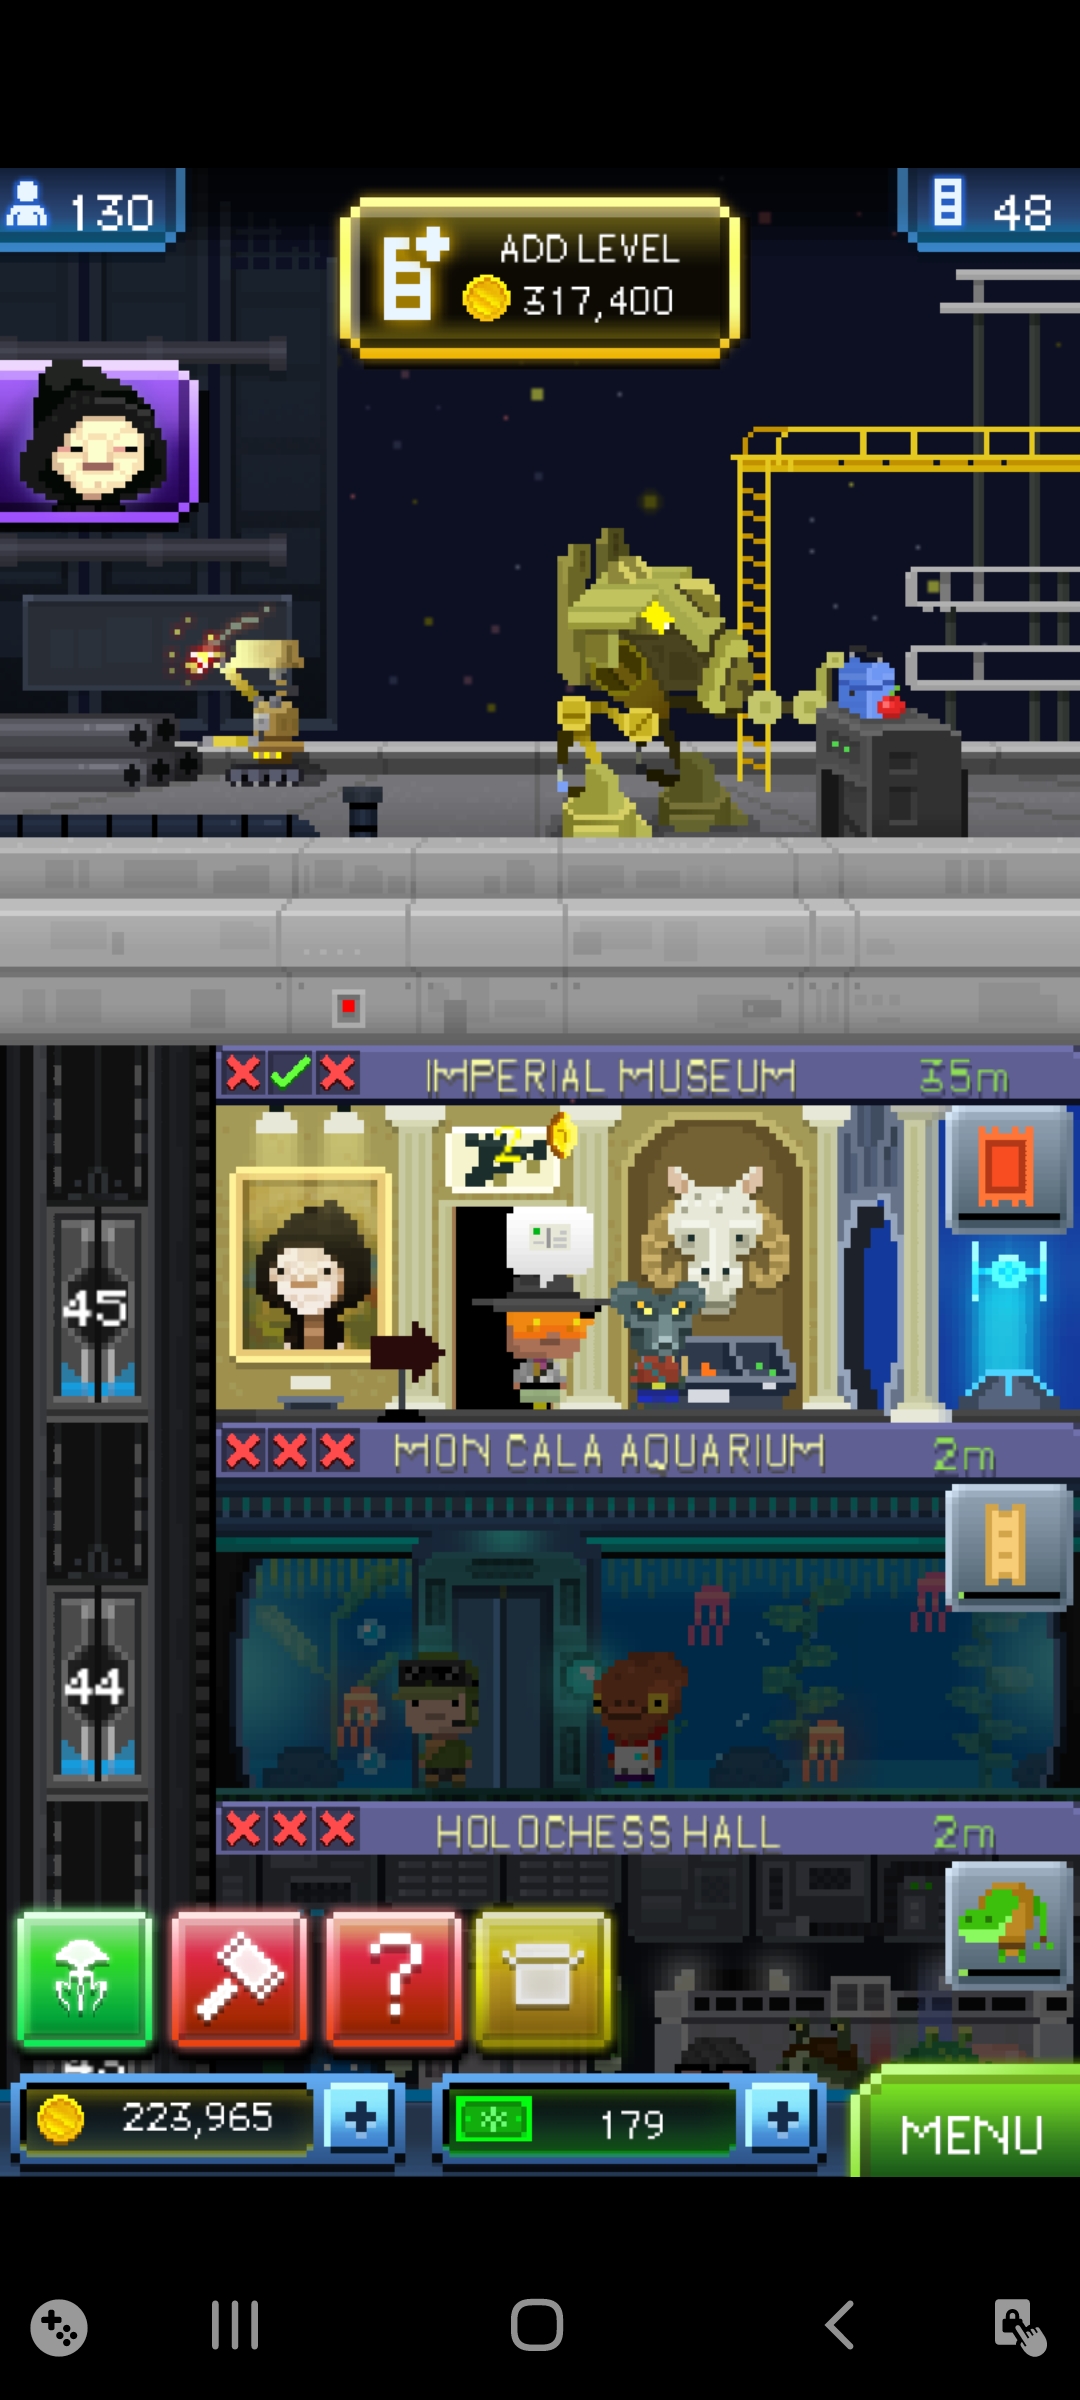 130
ADD LEVEL
317,400
48
IMPERIAL MUSEUM 35m
2
45
MON CALA AQUARIUM 2m
44
HOLOCHESS HALL 2m
?
223,965 + 179 + MENU